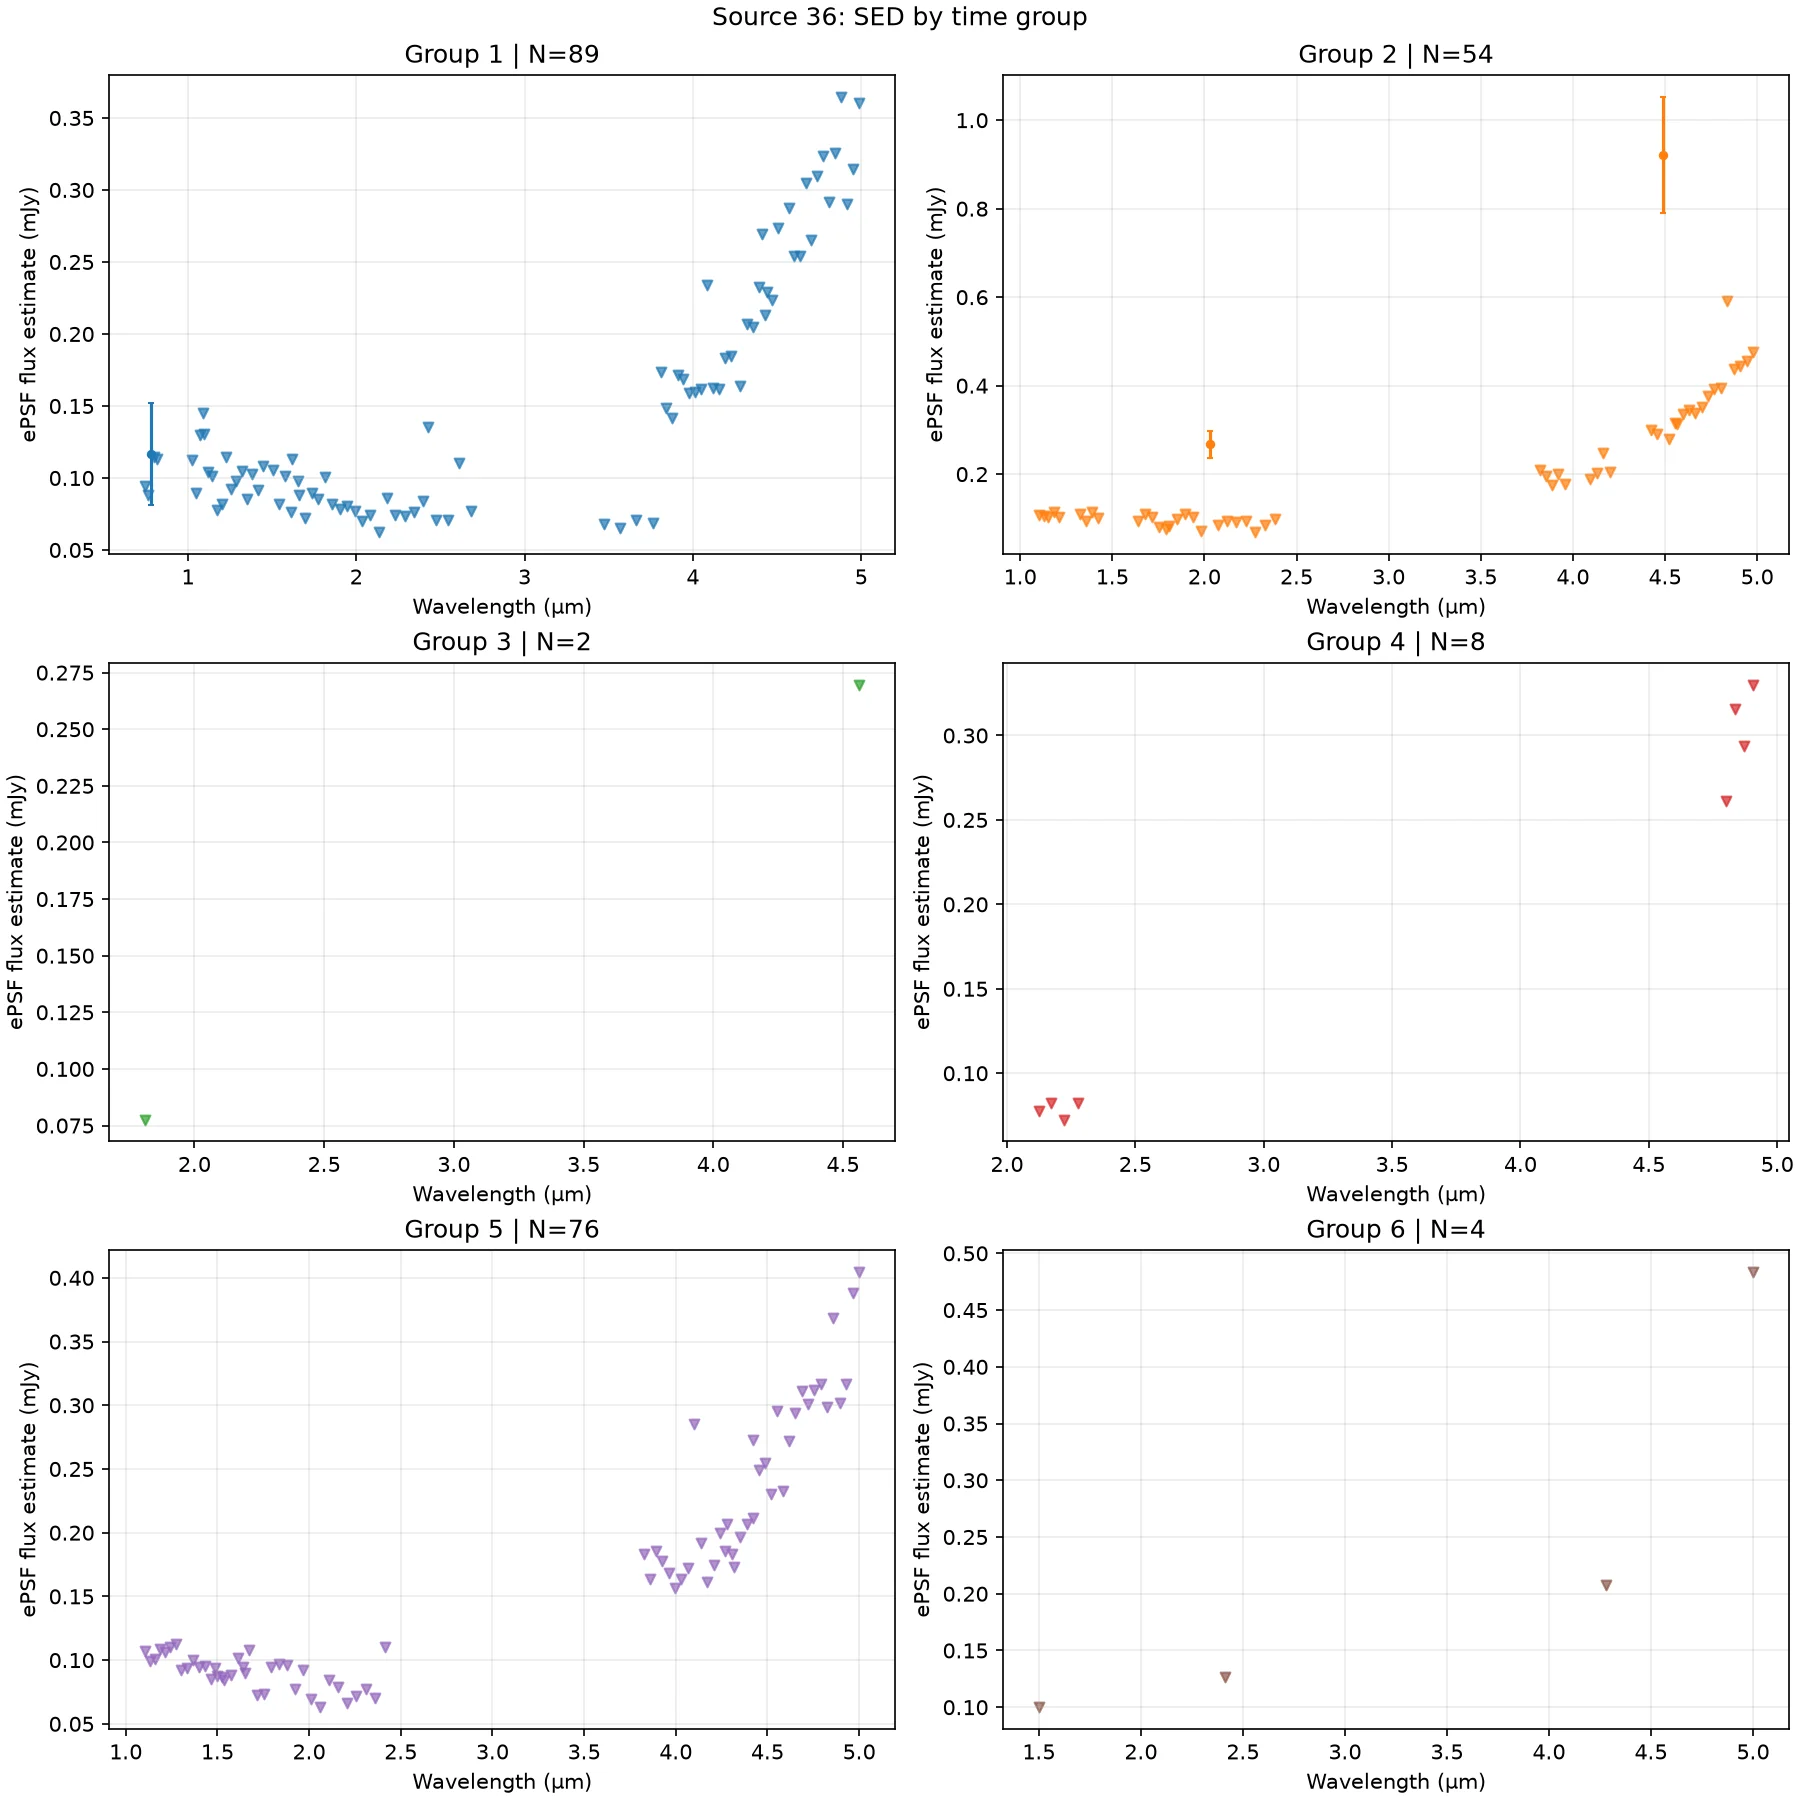 Source 36: SED by time group
Group 1 | N=89
0.35
0.30
0.25
0.20
0.15
0.10
0.05
ePSF flux estimate (mJy)
1 2 3 4 5
Wavelength (μm)
Group 2 | N=54
1.0
0.8
0.6
0.4
0.2
ePSF flux estimate (mJy)
1.0 1.5 2.0 2.5 3.0 3.5 4.0 4.5 5.0
Wavelength (μm)
Group 3 | N=2
0.275
0.250
0.225
0.200
0.175
0.150
0.125
0.100
0.075
ePSF flux estimate (mJy)
2.0 2.5 3.0 3.5 4.0 4.5
Wavelength (μm)
Group 4 | N=8
0.30
0.25
0.20
0.15
0.10
ePSF flux estimate (mJy)
2.0 2.5 3.0 3.5 4.0 4.5 5.0
Wavelength (μm)
Group 5 | N=76
0.40
0.35
0.30
0.25
0.20
0.15
0.10
0.05
ePSF flux estimate (mJy)
1.0 1.5 2.0 2.5 3.0 3.5 4.0 4.5 5.0
Wavelength (μm)
Group 6 | N=4
0.50
0.45
0.40
0.35
0.30
0.25
0.20
0.15
0.10
ePSF flux estimate (mJy)
1.5 2.0 2.5 3.0 3.5 4.0 4.5 5.0
Wavelength (μm)